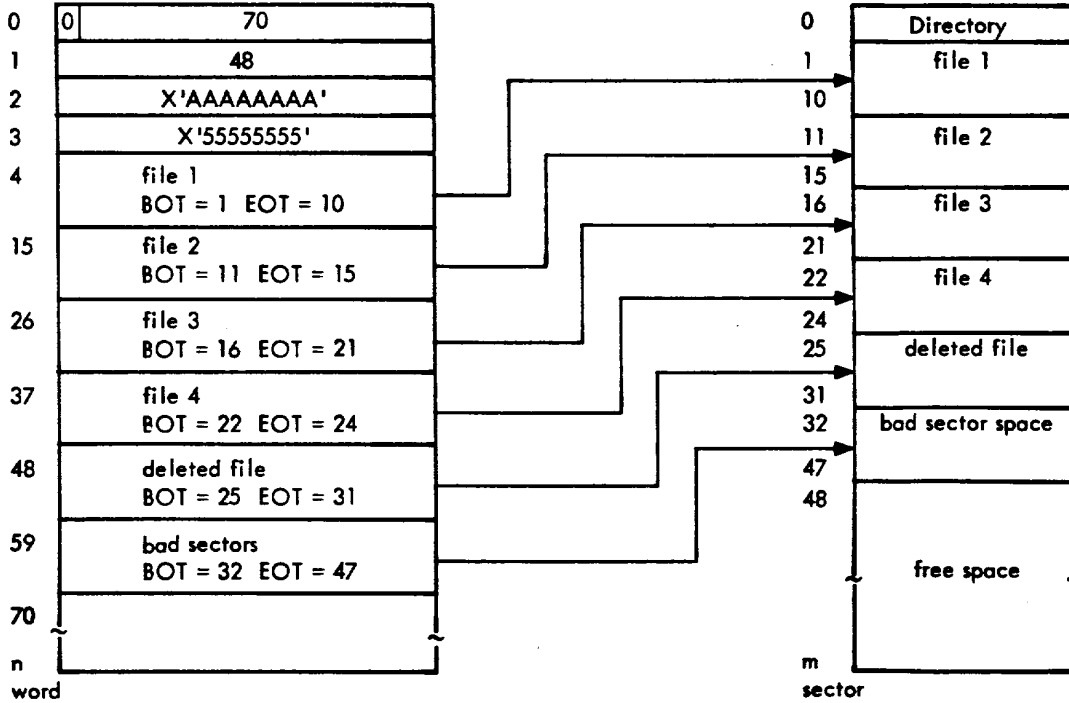 0 0 70
1 48
2 X'AAAAAAAA'
3 X'55555555'
4 file 1
BOT = 1 EOT = 10
15 file 2
BOT = 11 EOT = 15
26 file 3
BOT = 16 EOT = 21
37 file 4
BOT = 22 EOT = 24
48 deleted file
BOT = 25 EOT = 31
59 bad sectors
BOT = 32 EOT = 47
70
~ ~
n
word
0 Directory
1 file 1
10
11 file 2
15
16 file 3
21
22 file 4
24
25 deleted file
31
32 bad sector space
47
48
free space
~ ~
m
sector